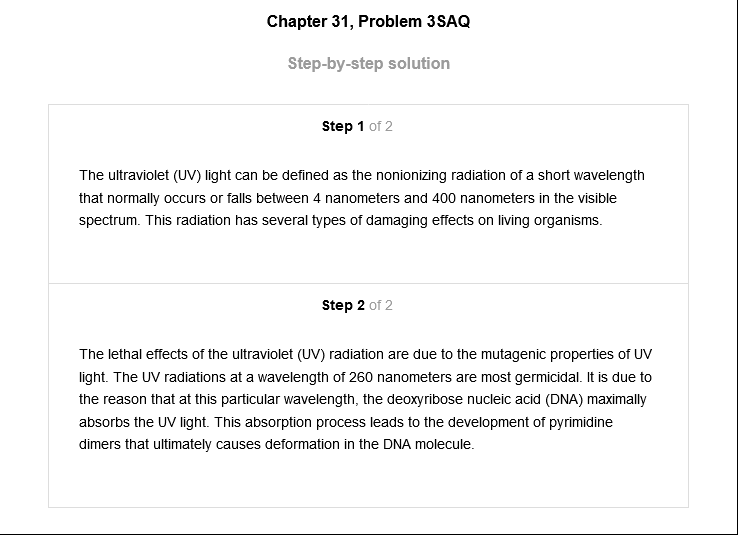 Chapter 31, Problem 3SAQ
Step-by-step solution
Step 1 of 2
The ultraviolet (UV) light can be defined as the nonionizing radiation of a short wavelength
that normally occurs or falls between 4 nanometers and 400 nanometers in the visible
spectrum. This radiation has several types of damaging effects on living organisms.
Step 2 of 2
The lethal effects of the ultraviolet (UV) radiation are due to the mutagenic properties of UV
light. The UV radiations at a wavelength of 260 nanometers are most germicidal. It is due to
the reason that at this particular wavelength, the deoxyribose nucleic acid (DNA) maximally
absorbs the UV light. This absorption process leads to the development of pyrimidine
dimers that ultimately causes deformation in the DNA molecule.